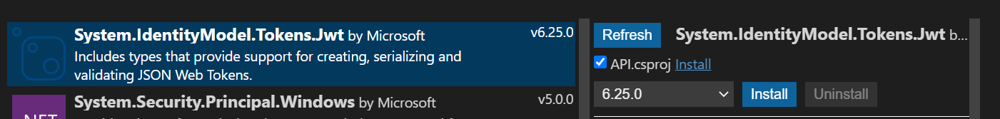 System.IdentityModel.Tokens.Jwt by Microsoft
v6.25.0
Includes types that provide support for creating, serializing and
validating JSON Web Tokens.
.NET
System.Security.Principal.Windows by Microsoft
v5.0.0
Refresh
System.IdentityModel.Tokens.Jwt b...
API.csproj Install
6.25.0
Install
Uninstall